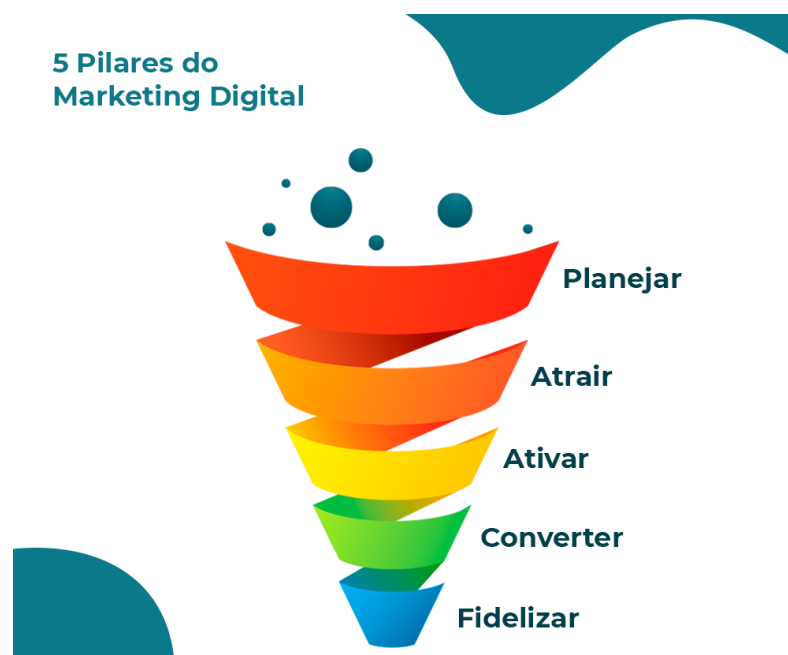 5 Pilares do
Marketing Digital
Planejar
Atrair
Ativar
Converter
Fidelizar